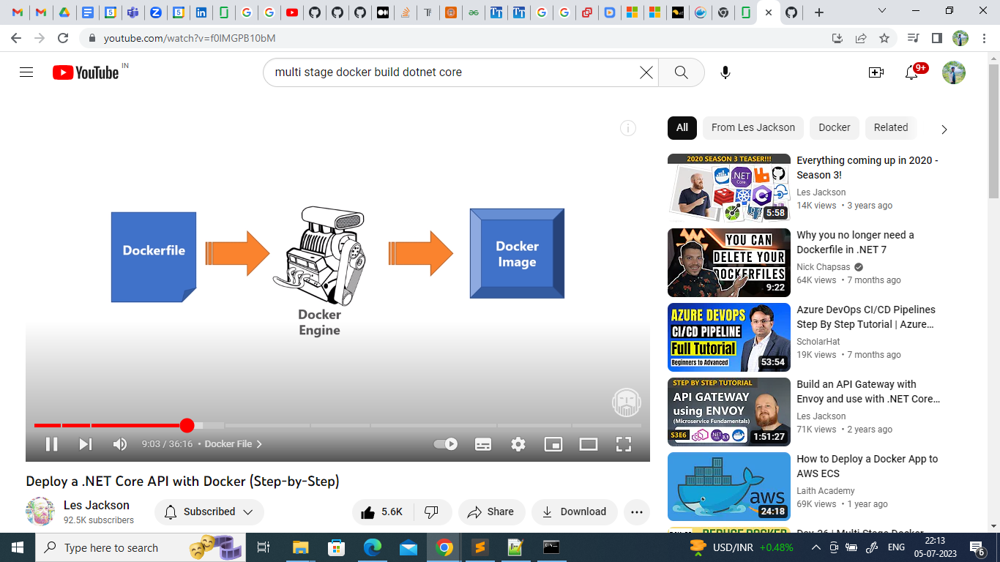 youtube.com/watch?v=f0lMGPB10bM
YouTube IN
multi stage docker build dotnet core
9+
All
From Les Jackson
Docker
Related
Dockerfile
Docker
Engine
Docker
Image
9:03 / 36:16 • Docker File
Deploy a .NET Core API with Docker (Step-by-Step)
Les Jackson
92.5K subscribers
Subscribed
5.6K
Share
Download
2020 SEASON 3 TEASER!!!
.NET
Core
5:58
Everything coming up in 2020 -
Season 3!
Les Jackson
14K views • 3 years ago
YOU CAN
DELETE YOUR
DOCKERFILES
9:22
Why you no longer need a
Dockerfile in .NET 7
Nick Chapsas
64K views • 7 months ago
AZURE DEVOPS
CI/CD PIPELINE
Full Tutorial
Beginners to Advanced
53:54
Azure DevOps CI/CD Pipelines
Step By Step Tutorial | Azure...
ScholarHat
19K views • 7 months ago
STEP BY STEP TUTORIAL
API GATEWAY
using ENVOY
(Microservice Fundamentals)
S3E6
1:51:27
Build an API Gateway with
Envoy and use with .NET Core...
Les Jackson
71K views • 2 years ago
aws
24:18
How to Deploy a Docker App to
AWS ECS
Laith Academy
69K views • 1 year ago
Type here to search
USD/INR +0.48%
ENG
22:13
05-07-2023
6